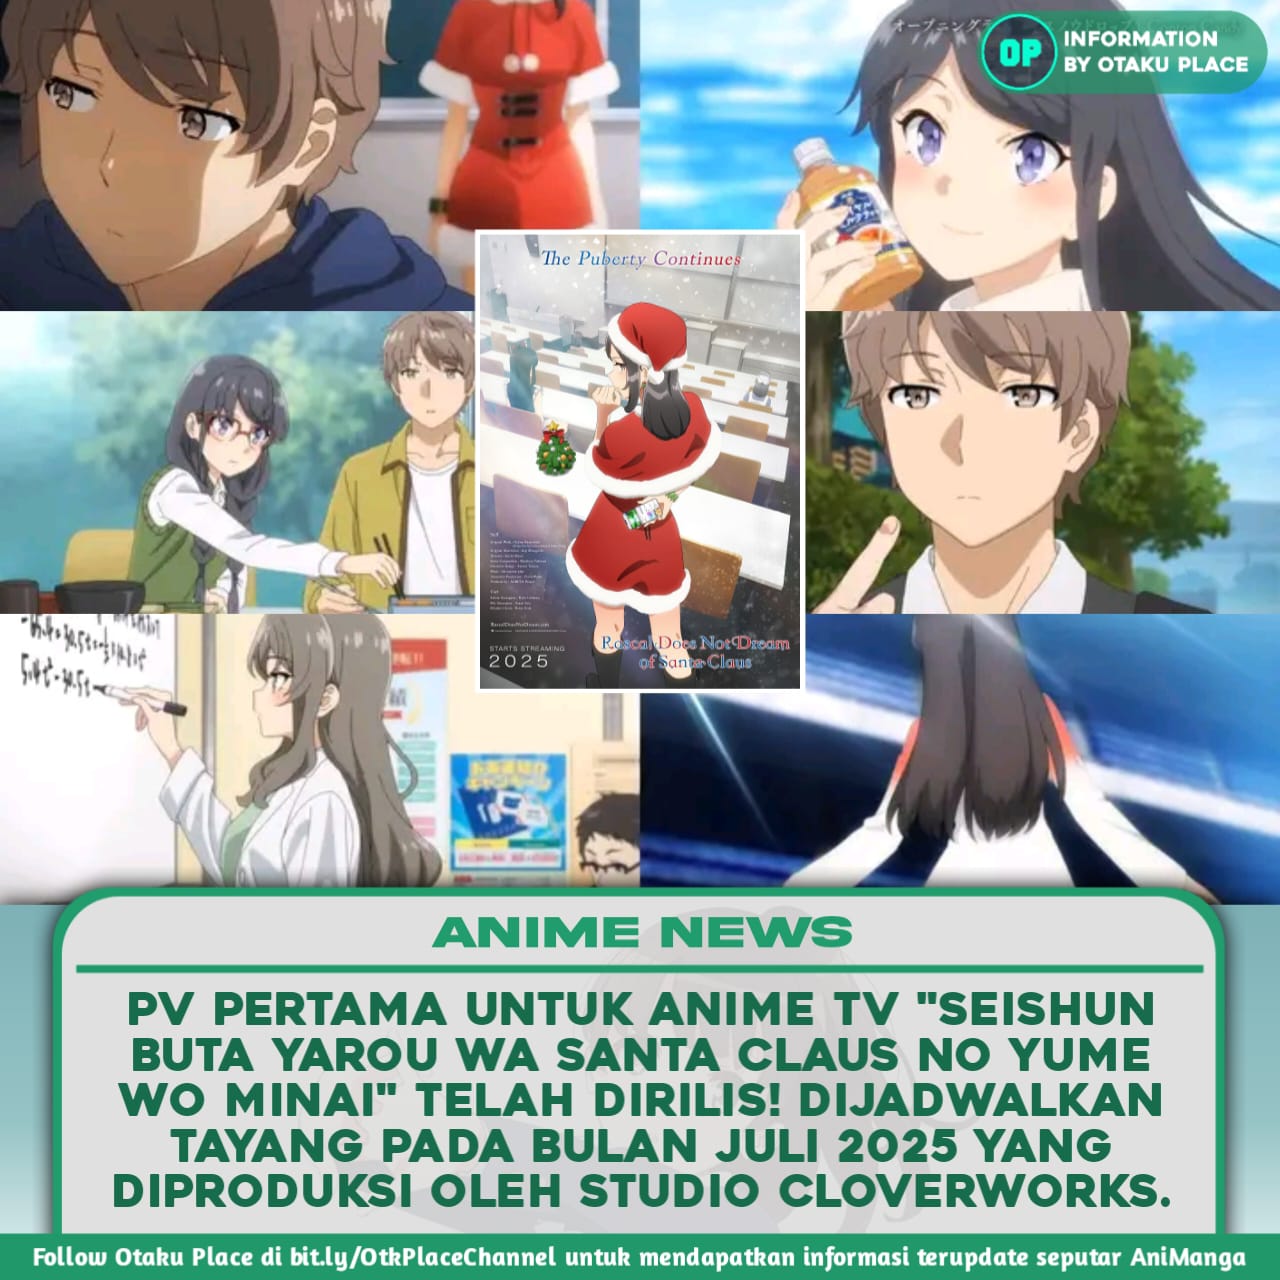 INFORMATION
BY OTAKU PLACE
OP
The Puberty Continues
STARTS STREAMING
2025
Rascal Does Not Dream
of Santa Claus
ANIME NEWS
PV PERTAMA UNTUK ANIME TV "SEISHUN
BUTA YAROU WA SANTA CLAUS NO YUME
WO MINAI" TELAH DIRILIS! DIJADWALKAN
TAYANG PADA BULAN JULI 2025 YANG
DIPRODUKSI OLEH STUDIO CLOVERWORKS.
Follow Otaku Place di bit.ly/OtkPlaceChannel untuk mendapatkan informasi terupdate seputar AniManga